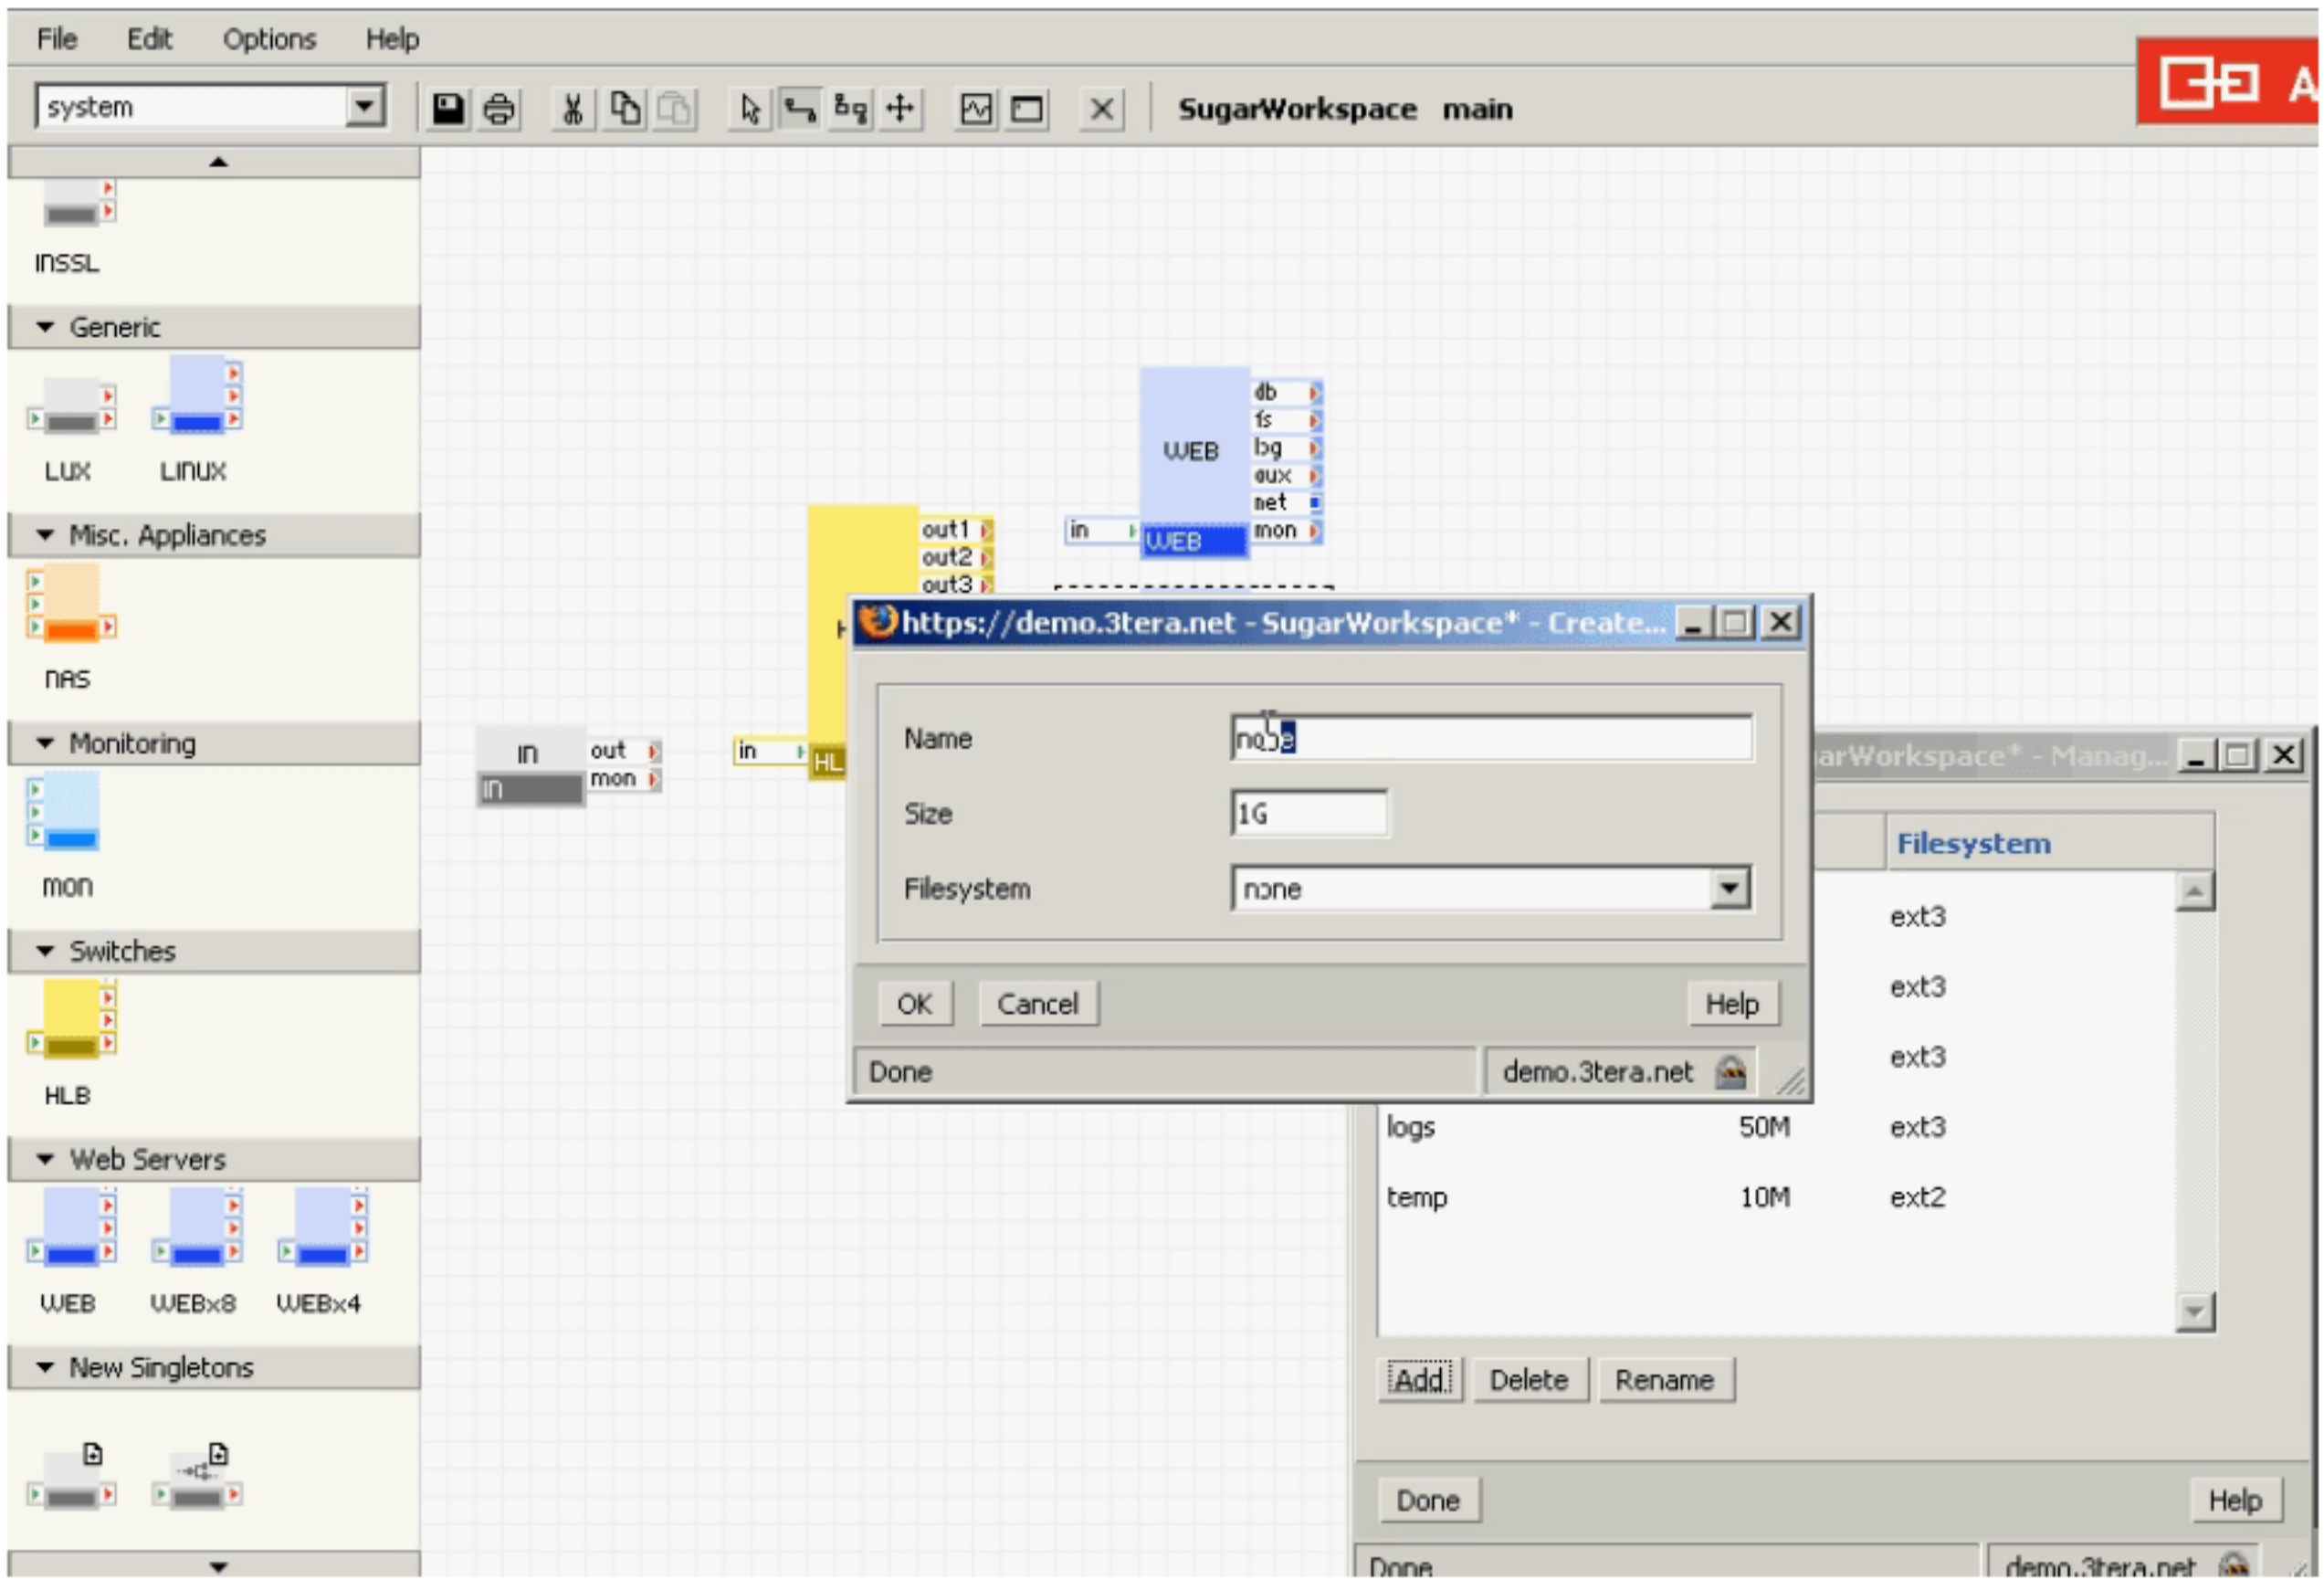 File Edit Options Help
system
SugarWorkspace main
A
INSSL
Generic
LUX LINUX
Misc. Appliances
NAS
Monitoring
MON
Switches
HLB
Web Servers
WEB WEBx8 WEBx4
New Singletons
IN
out
mon
IN
in
HL
out1
out2
out3
WEB
db
fs
log
aux
net
mon
in
WEB
https://demo.3tera.net - SugarWorkspace* - Create...
Name
Size 1G
Filesystem none
OK Cancel Help
Done demo.3tera.net
arWorkspace* - Manag...
Filesystem
ext3
ext3
ext3
logs 50M ext3
temp 10M ext2
Add Delete Rename
Done Help
Done demo.3tera.net